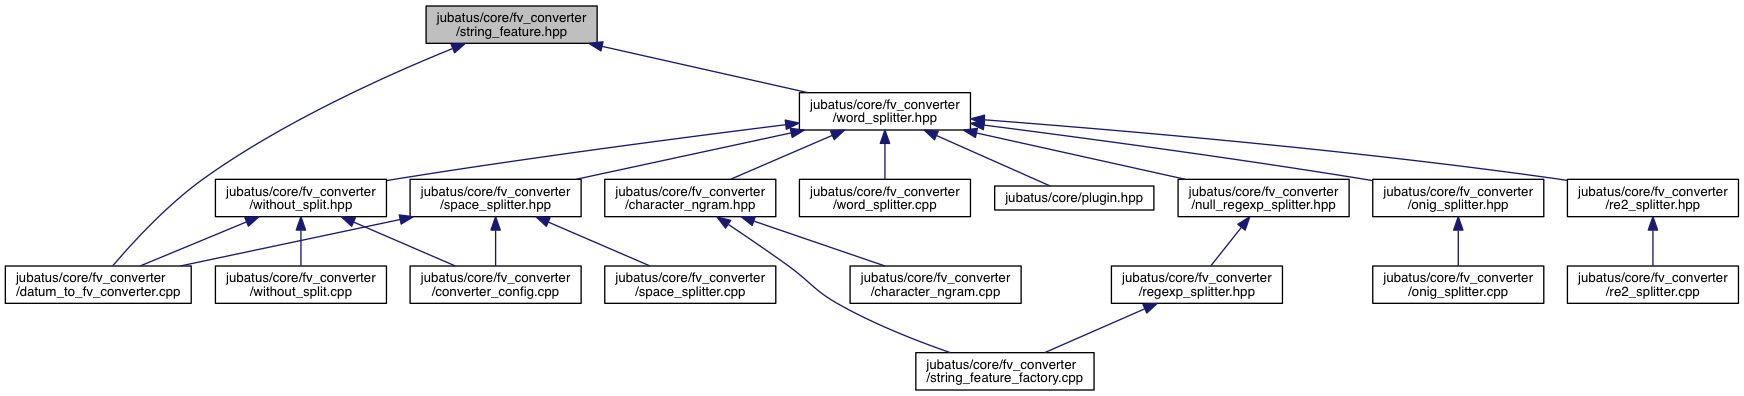 jubatus/core/fv_converter
/string_feature.hpp
jubatus/core/fv_converter
/word_splitter.hpp
jubatus/core/fv_converter
/without_split.hpp
jubatus/core/fv_converter
/space_splitter.hpp
jubatus/core/fv_converter
/character_ngram.hpp
jubatus/core/fv_converter
/word_splitter.cpp
jubatus/core/plugin.hpp
jubatus/core/fv_converter
/null_regexp_splitter.hpp
jubatus/core/fv_converter
/onig_splitter.hpp
jubatus/core/fv_converter
/re2_splitter.hpp
jubatus/core/fv_converter
/datum_to_fv_converter.cpp
jubatus/core/fv_converter
/without_split.cpp
jubatus/core/fv_converter
/converter_config.cpp
jubatus/core/fv_converter
/space_splitter.cpp
jubatus/core/fv_converter
/character_ngram.cpp
jubatus/core/fv_converter
/regexp_splitter.hpp
jubatus/core/fv_converter
/onig_splitter.cpp
jubatus/core/fv_converter
/re2_splitter.cpp
jubatus/core/fv_converter
/string_feature_factory.cpp